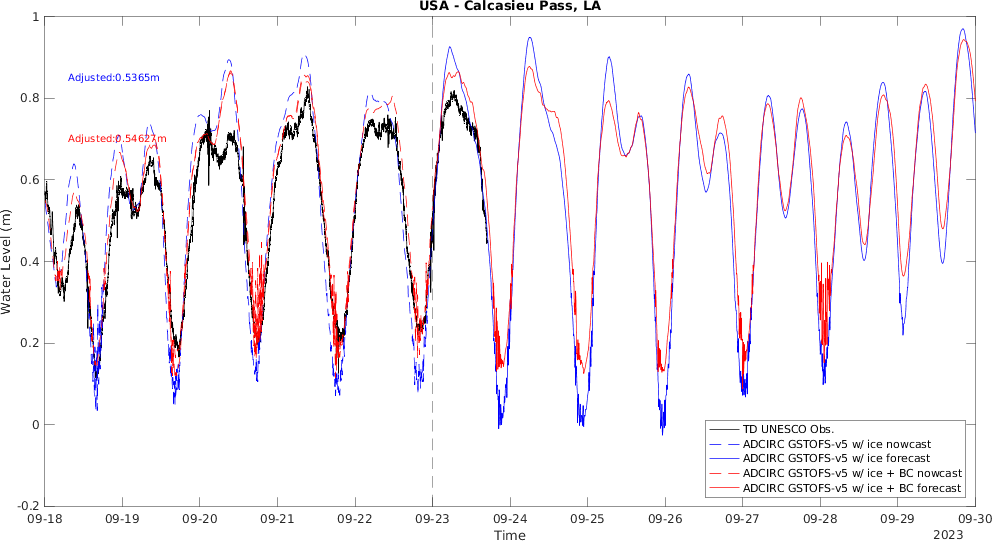 USA - Calcasieu Pass, LA
1
0.8
0.6
0.4
0.2
0
-0.2
Water Level (m)
Adjusted:0.5365m
Adjusted:0.54627m
TD UNESCO Obs.
ADCIRC GSTOFS-v5 w/ ice nowcast
ADCIRC GSTOFS-v5 w/ ice forecast
ADCIRC GSTOFS-v5 w/ ice + BC nowcast
ADCIRC GSTOFS-v5 w/ ice + BC forecast
09-18 09-19 09-20 09-21 09-22 09-23 09-24 09-25 09-26 09-27 09-28 09-29 09-30
Time
2023